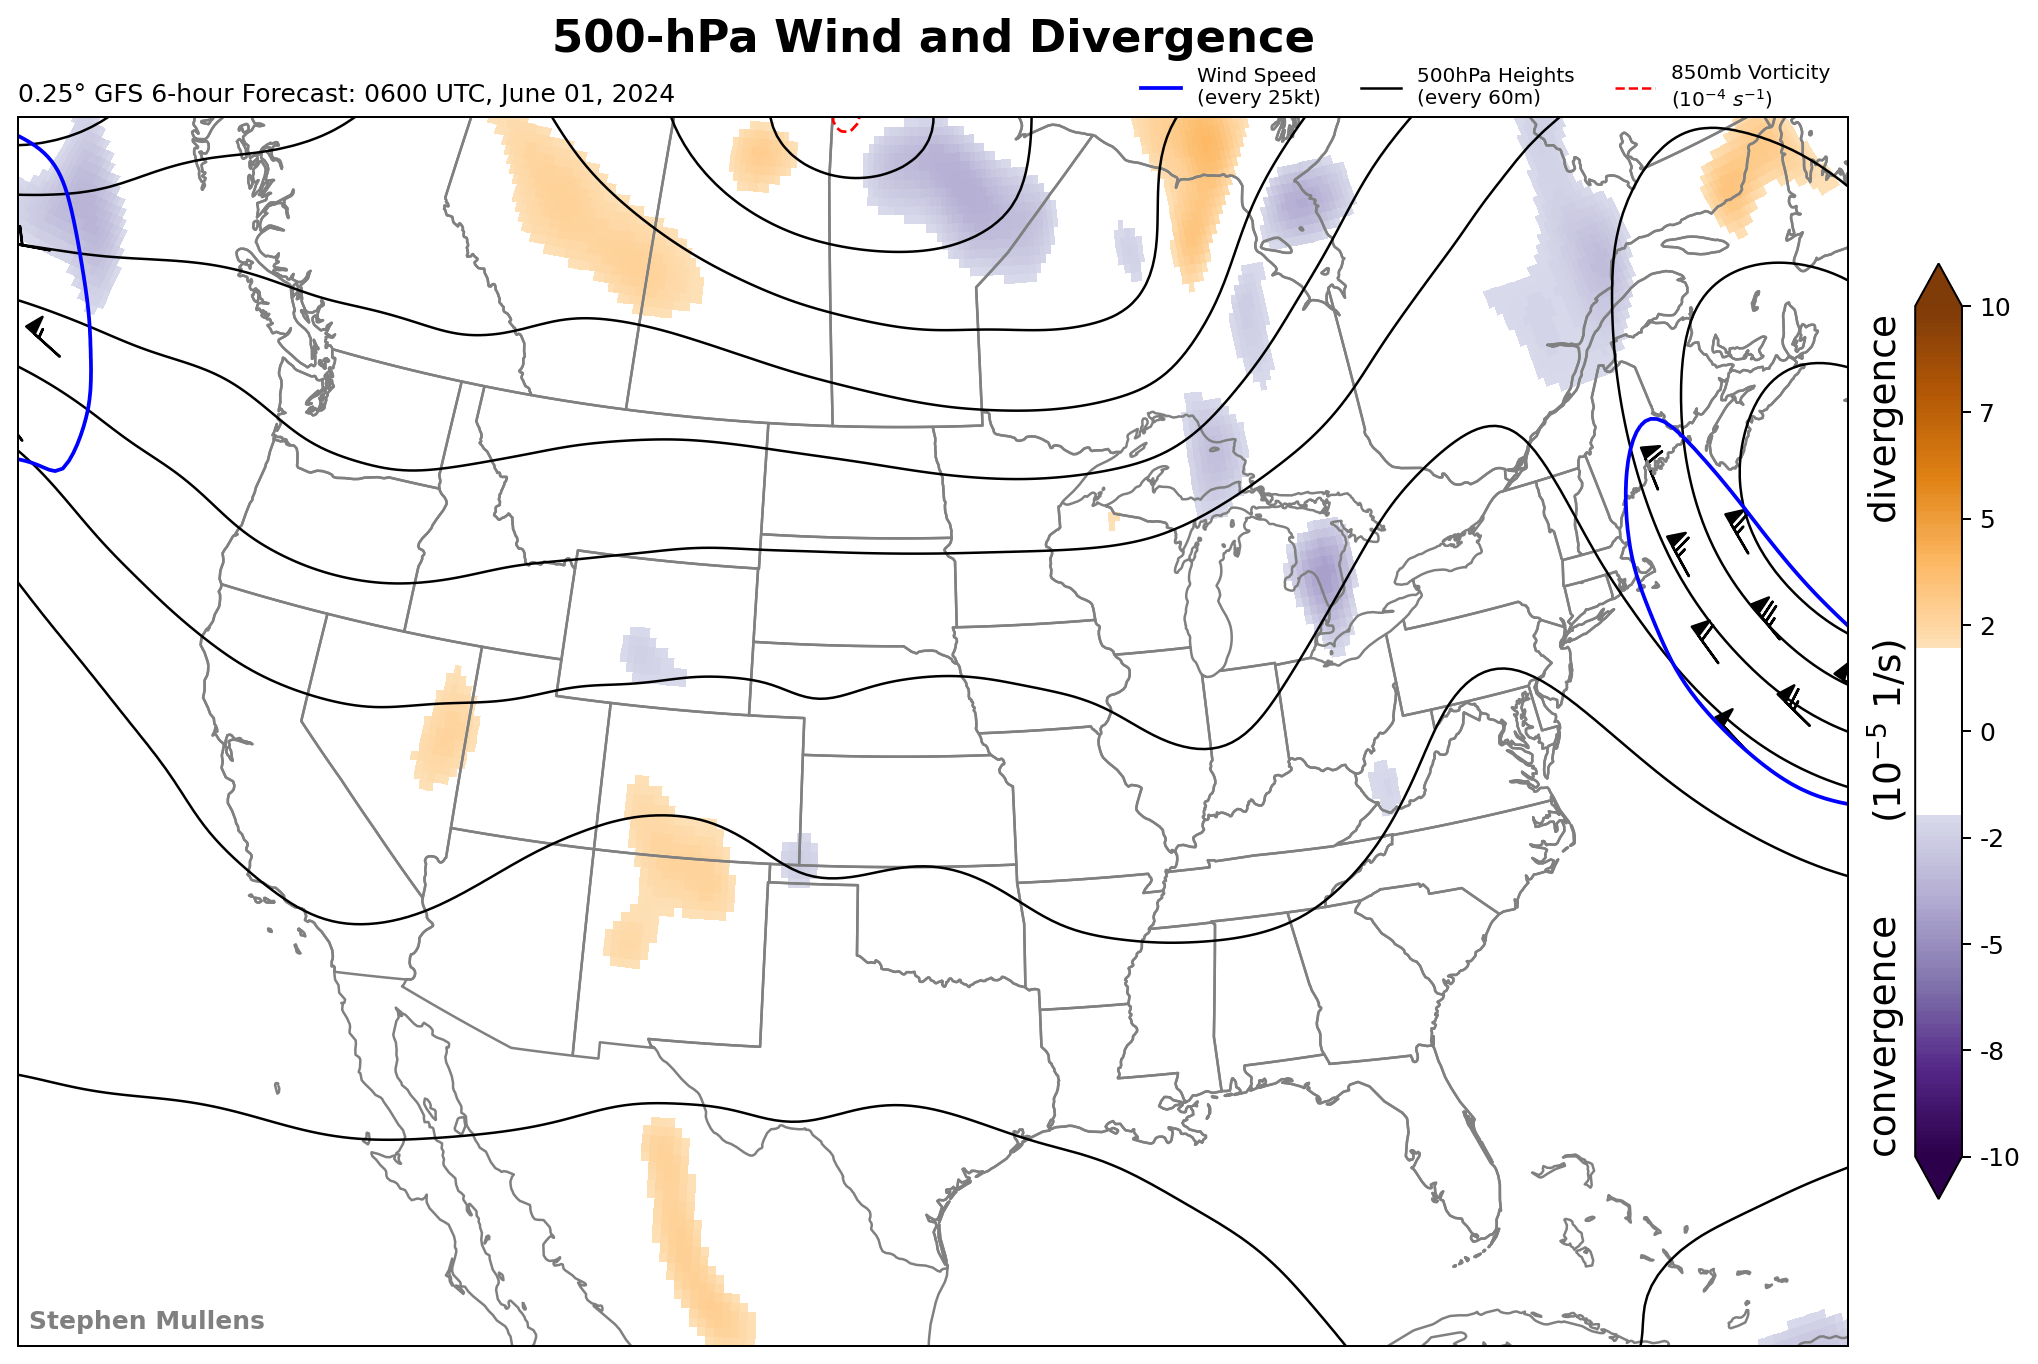 500-hPa Wind and Divergence
0.25° GFS 6-hour Forecast: 0600 UTC, June 01, 2024
Wind Speed
(every 25kt)
500hPa Heights
(every 60m)
850mb Vorticity
(10⁻⁴ s⁻¹)
10
7
5
2
0
-2
-5
-8
-10
convergence (10⁻⁵ 1/s) divergence
Stephen Mullens